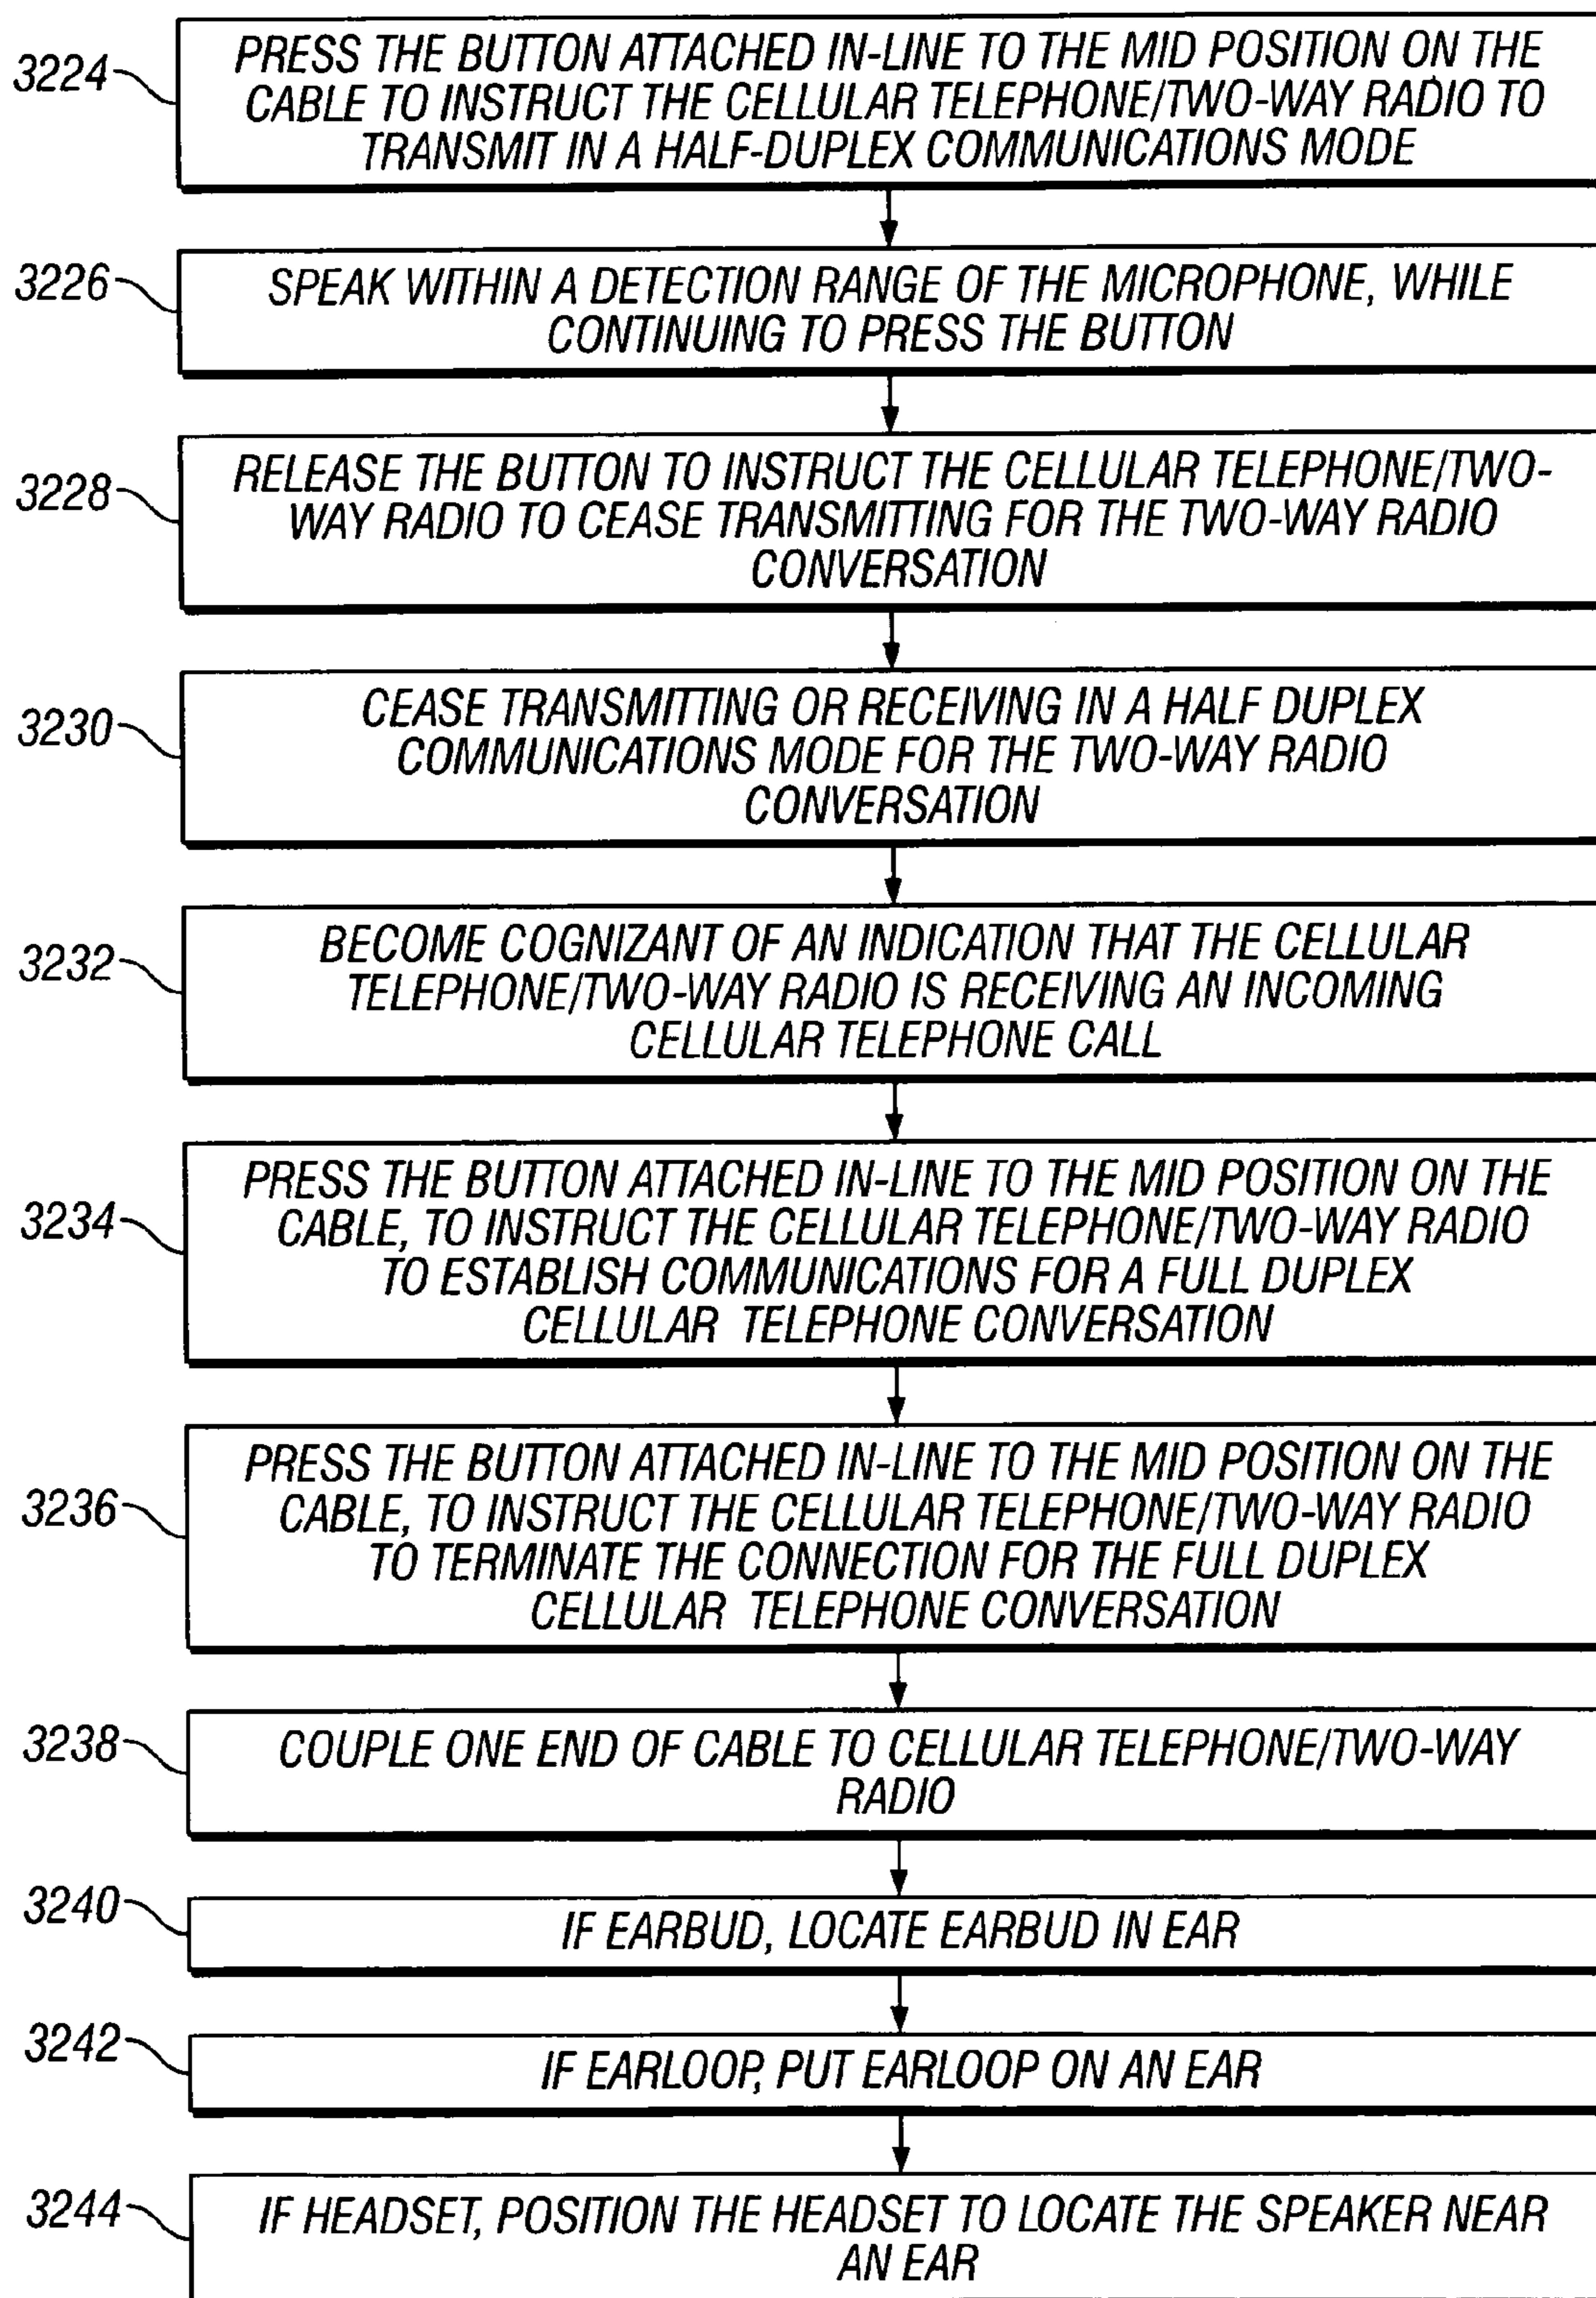 3224
PRESS THE BUTTON ATTACHED IN-LINE TO THE MID POSITION ON THE
CABLE TO INSTRUCT THE CELLULAR TELEPHONE/TWO-WAY RADIO TO
TRANSMIT IN A HALF-DUPLEX COMMUNICATIONS MODE
3226
SPEAK WITHIN A DETECTION RANGE OF THE MICROPHONE, WHILE
CONTINUING TO PRESS THE BUTTON
3228
RELEASE THE BUTTON TO INSTRUCT THE CELLULAR TELEPHONE/TWO-
WAY RADIO TO CEASE TRANSMITTING FOR THE TWO-WAY RADIO
CONVERSATION
3230
CEASE TRANSMITTING OR RECEIVING IN A HALF DUPLEX
COMMUNICATIONS MODE FOR THE TWO-WAY RADIO
CONVERSATION
3232
BECOME COGNIZANT OF AN INDICATION THAT THE CELLULAR
TELEPHONE/TWO-WAY RADIO IS RECEIVING AN INCOMING
CELLULAR TELEPHONE CALL
3234
PRESS THE BUTTON ATTACHED IN-LINE TO THE MID POSITION ON THE
CABLE, TO INSTRUCT THE CELLULAR TELEPHONE/TWO-WAY RADIO
TO ESTABLISH COMMUNICATIONS FOR A FULL DUPLEX
CELLULAR TELEPHONE CONVERSATION
3236
PRESS THE BUTTON ATTACHED IN-LINE TO THE MID POSITION ON THE
CABLE, TO INSTRUCT THE CELLULAR TELEPHONE/TWO-WAY RADIO
TO TERMINATE THE CONNECTION FOR THE FULL DUPLEX
CELLULAR TELEPHONE CONVERSATION
3238
COUPLE ONE END OF CABLE TO CELLULAR TELEPHONE/TWO-WAY
RADIO
3240
IF EARBUD, LOCATE EARBUD IN EAR
3242
IF EARLOOP, PUT EARLOOP ON AN EAR
3244
IF HEADSET, POSITION THE HEADSET TO LOCATE THE SPEAKER NEAR
AN EAR